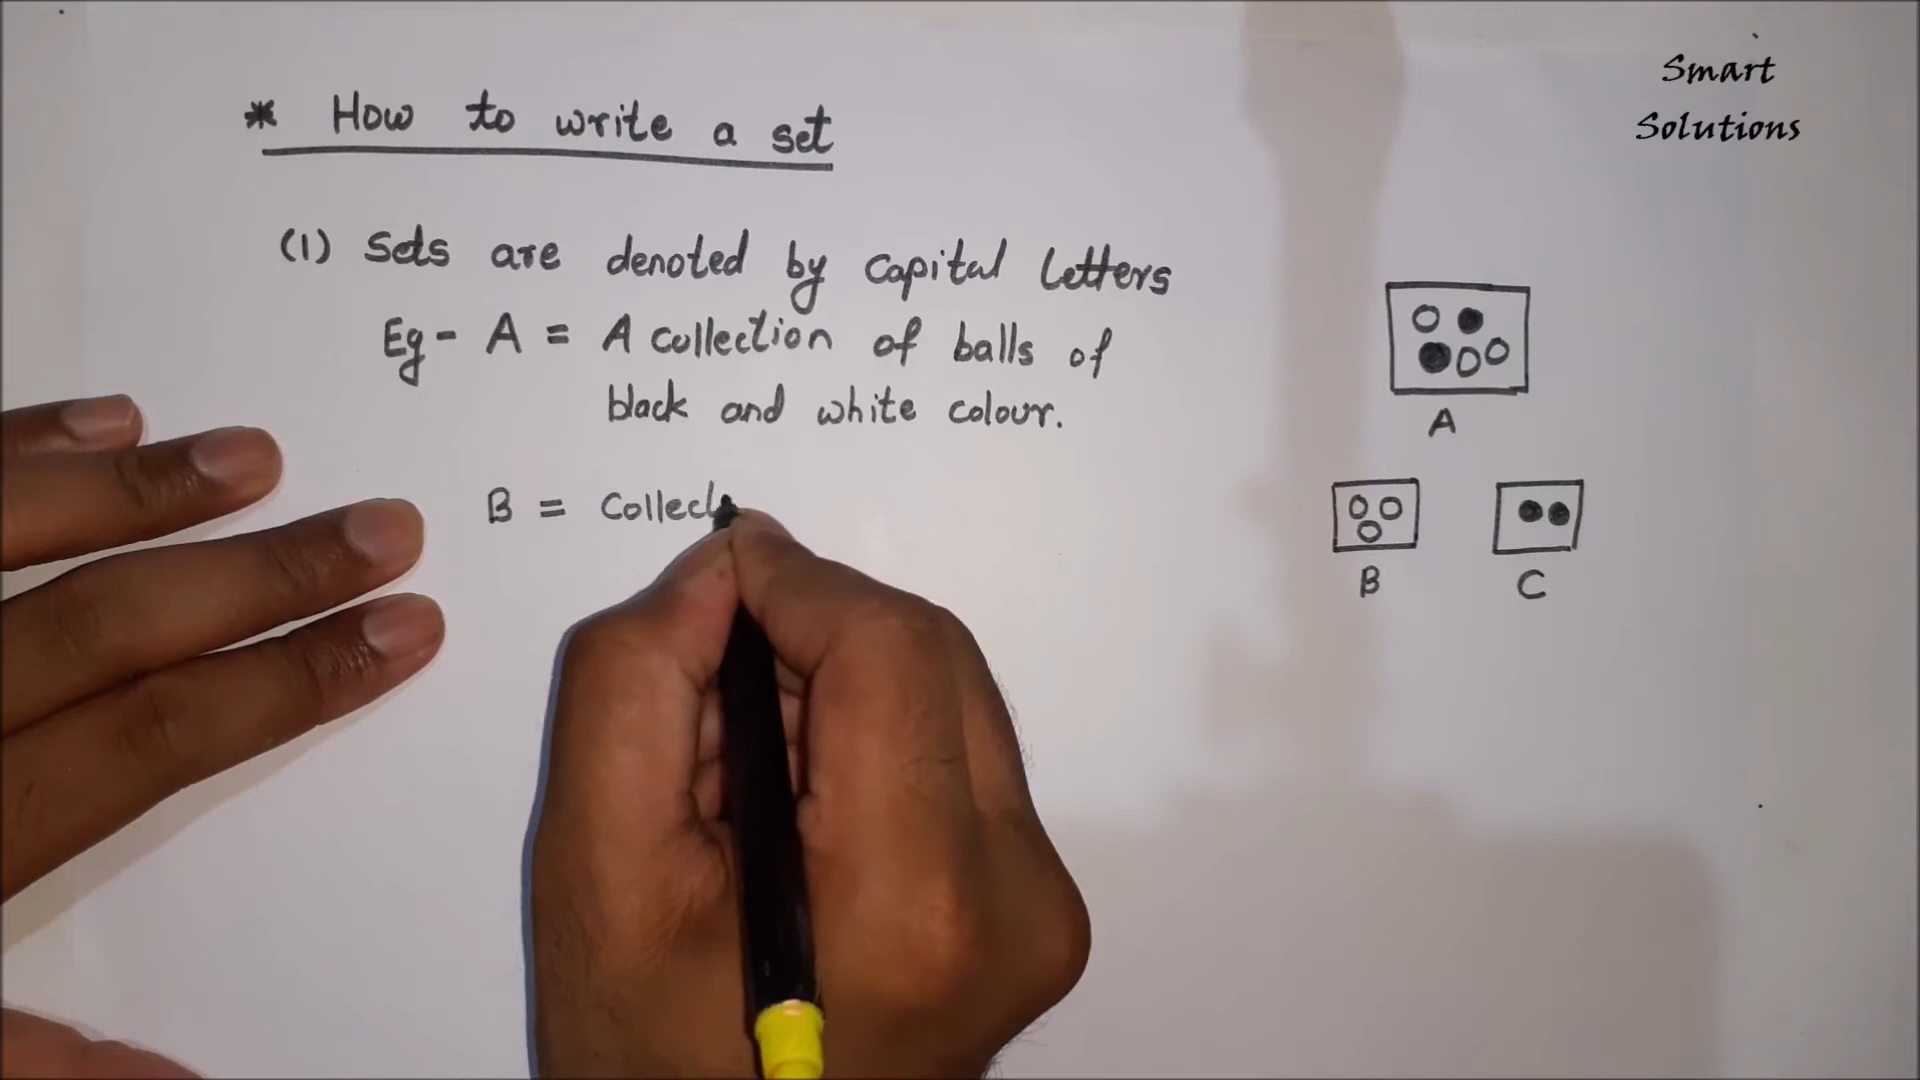 Smart
Solutions
* How to write a set
(1) Sets are denoted by capital letters
Eg - A = A collection of balls of
black and white colour.
A
B = Collect
B
C